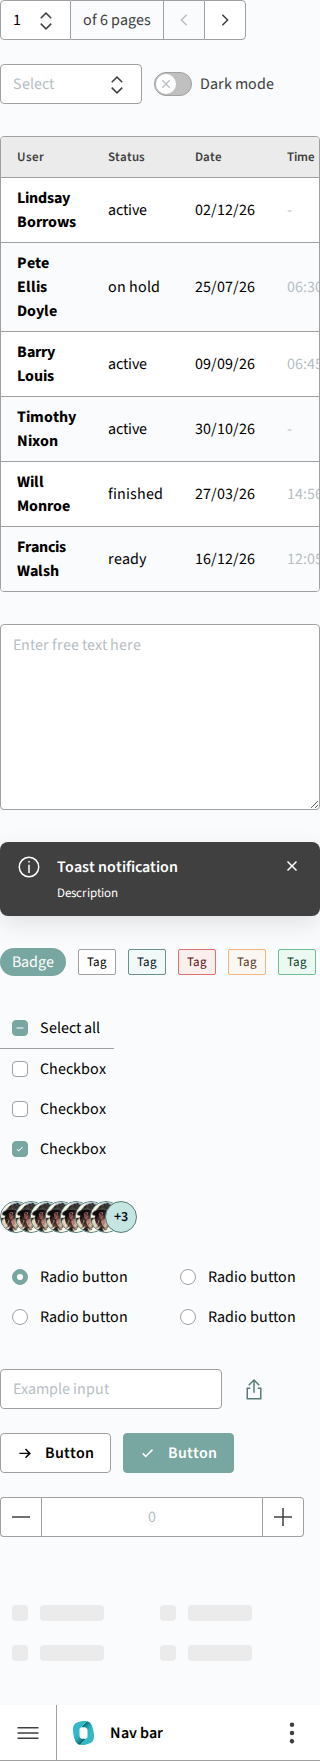 1 of 6 pages
Select Dark mode
User Status Date Time
Lindsay Borrows active 02/12/26 -
Pete Ellis Doyle on hold 25/07/26
Barry Louis active 09/09/26
Timothy Nixon active 30/10/26 -
Will Monroe finished 27/03/26
Francis Walsh ready 16/12/26
Enter free text here
Toast notification
Description
Badge Tag Tag Tag Tag Tag
Select all
Checkbox
Checkbox
Checkbox
+3
Radio button Radio button
Radio button Radio button
Example input
Button Button
0
Nav bar